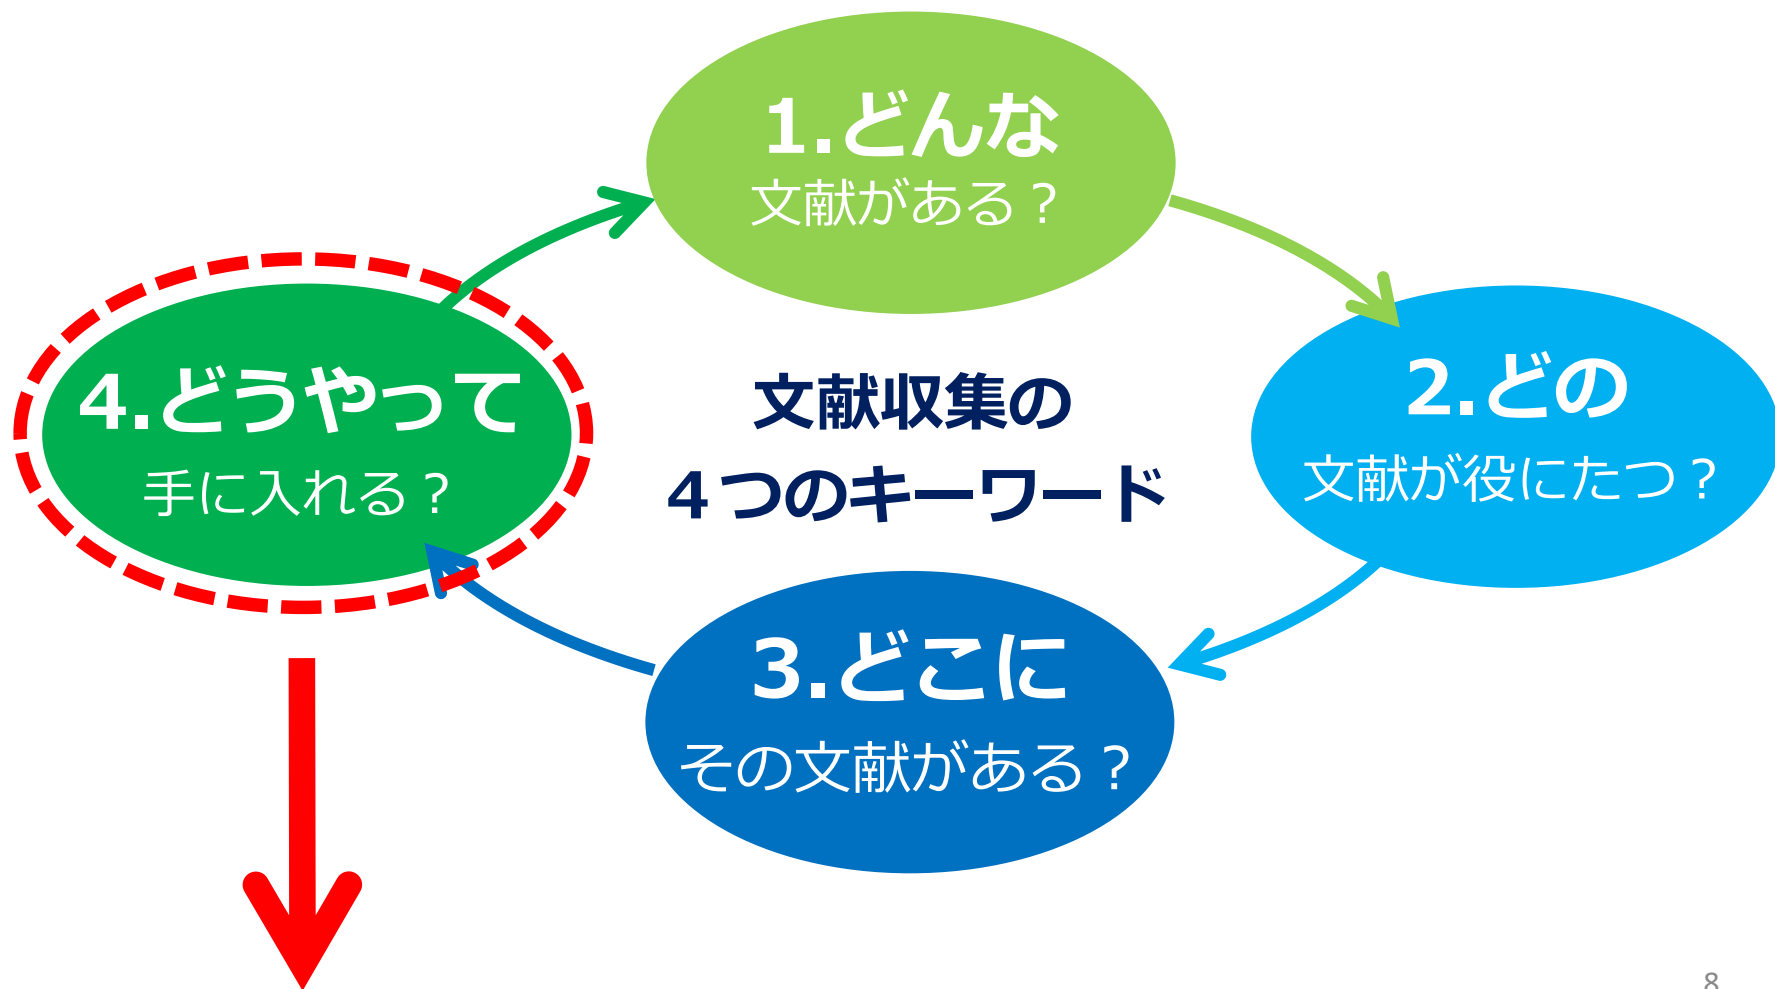 1.どんな
文献がある？
2.どの
文献が役にたつ？
3.どこに
その文献がある？
4.どうやって
手に入れる？
文献収集の
４つのキーワード
8